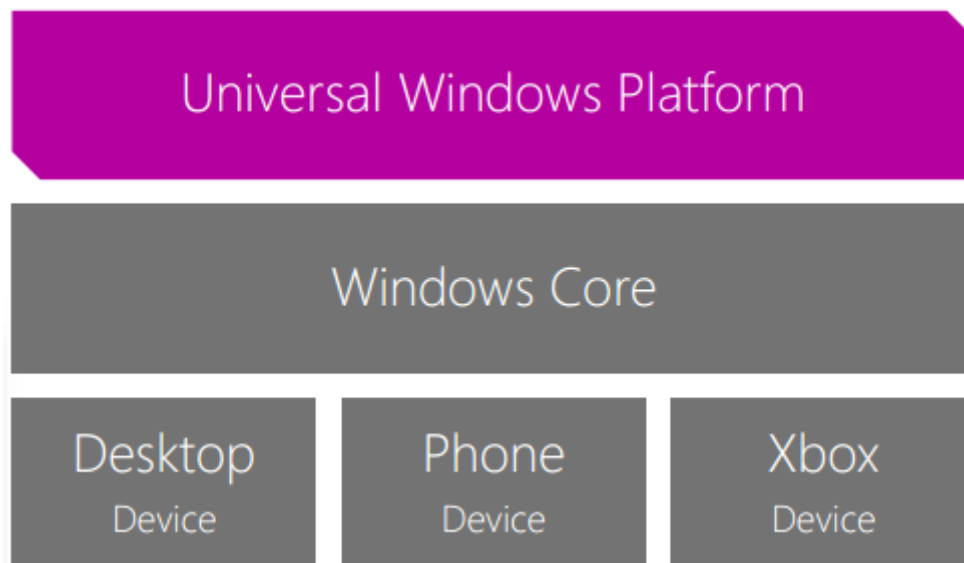 Universal Windows Platform
Windows Core
Desktop
Device
Phone
Device
Xbox
Device